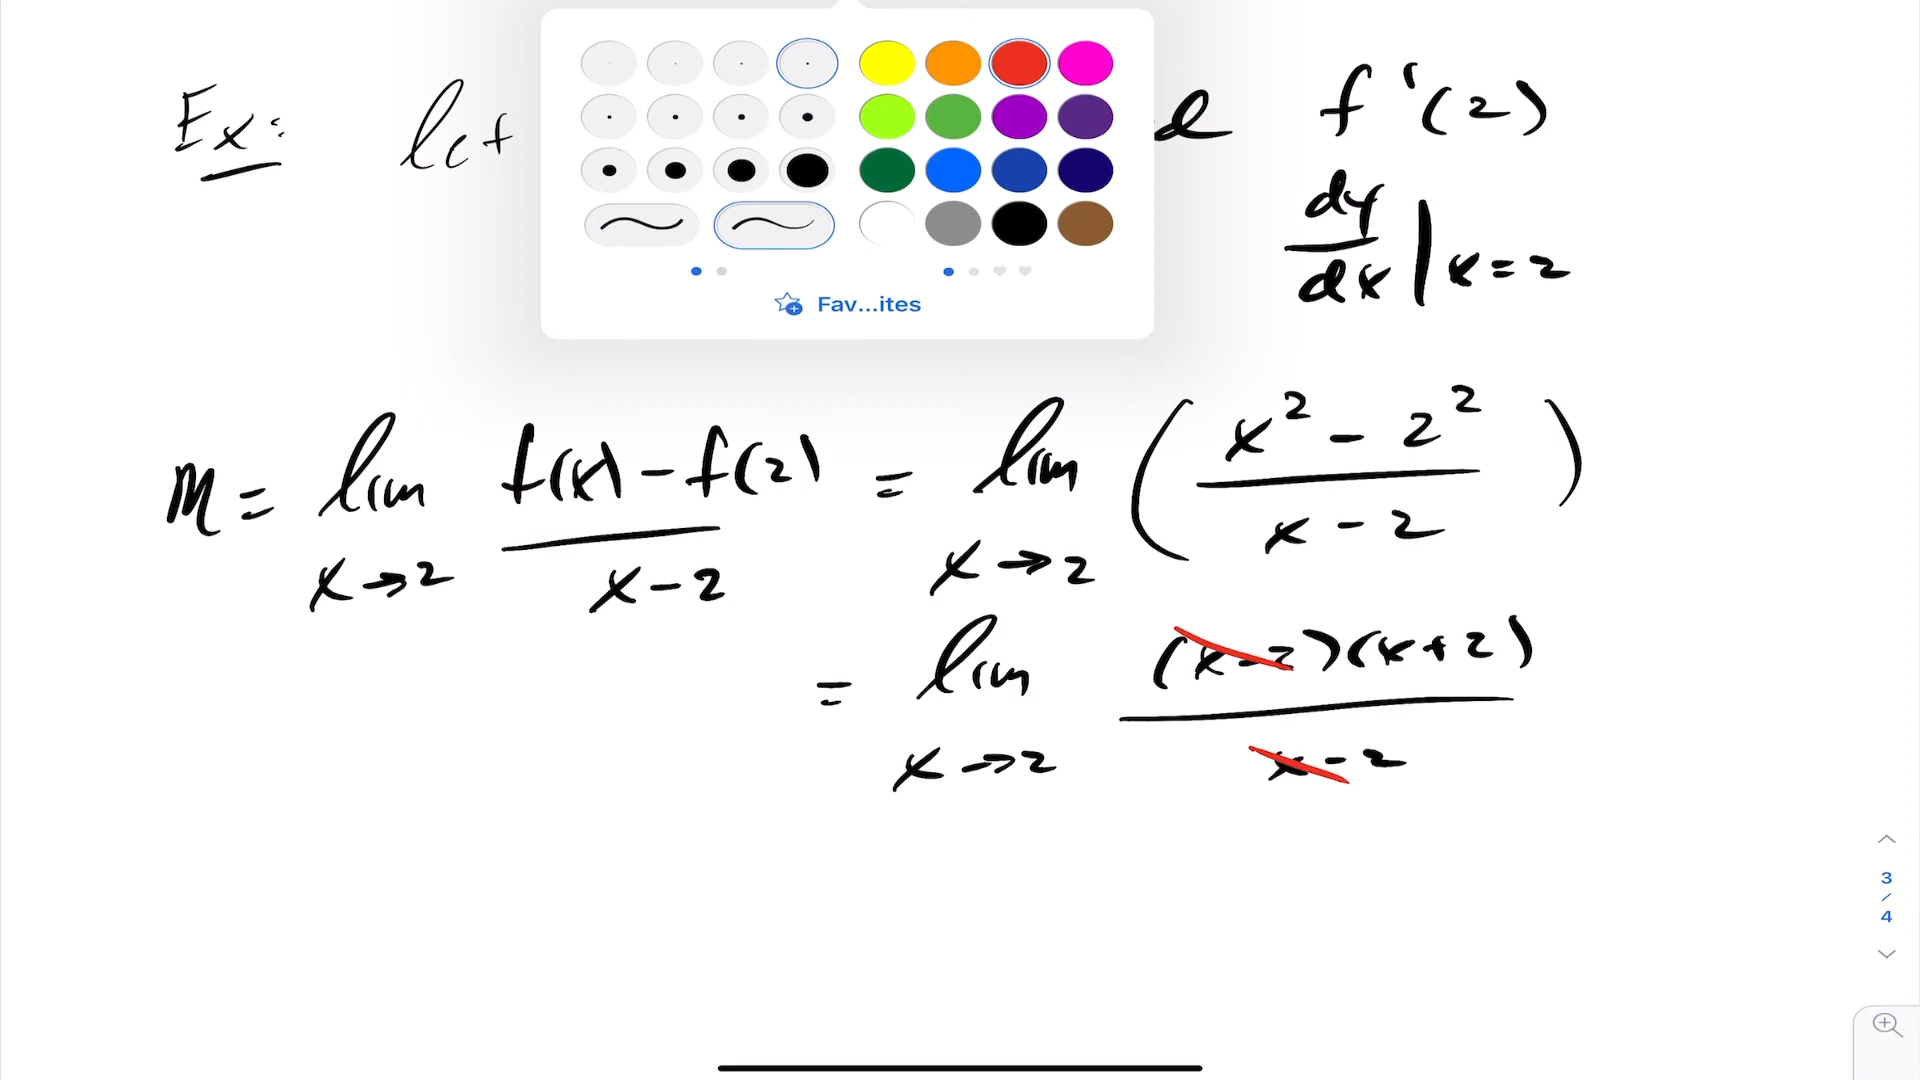 Ex: let d f'(2)
dy/dx | x=2
Fav...ites
m = lim x→2 (f(x) - f(2))/(x-2) = lim x→2 ( (x² - 2²)/(x-2) )
= lim x→2 ((x-2)(x+2))/(x-2)
3
/
4